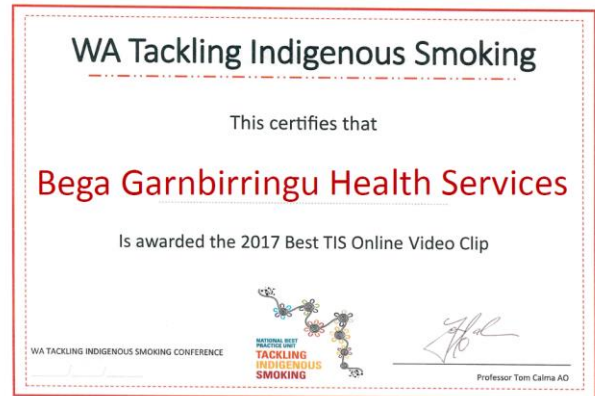 WA Tackling Indigenous Smoking
This certifies that
Bega Garnbirringu Health Services
Is awarded the 2017 Best TIS Online Video Clip
WA TACKLING INDIGENOUS SMOKING CONFERENCE
NATIONAL BEST
PRACTICE UNIT
TACKLING
INDIGENOUS
SMOKING
Professor Tom Calma AO